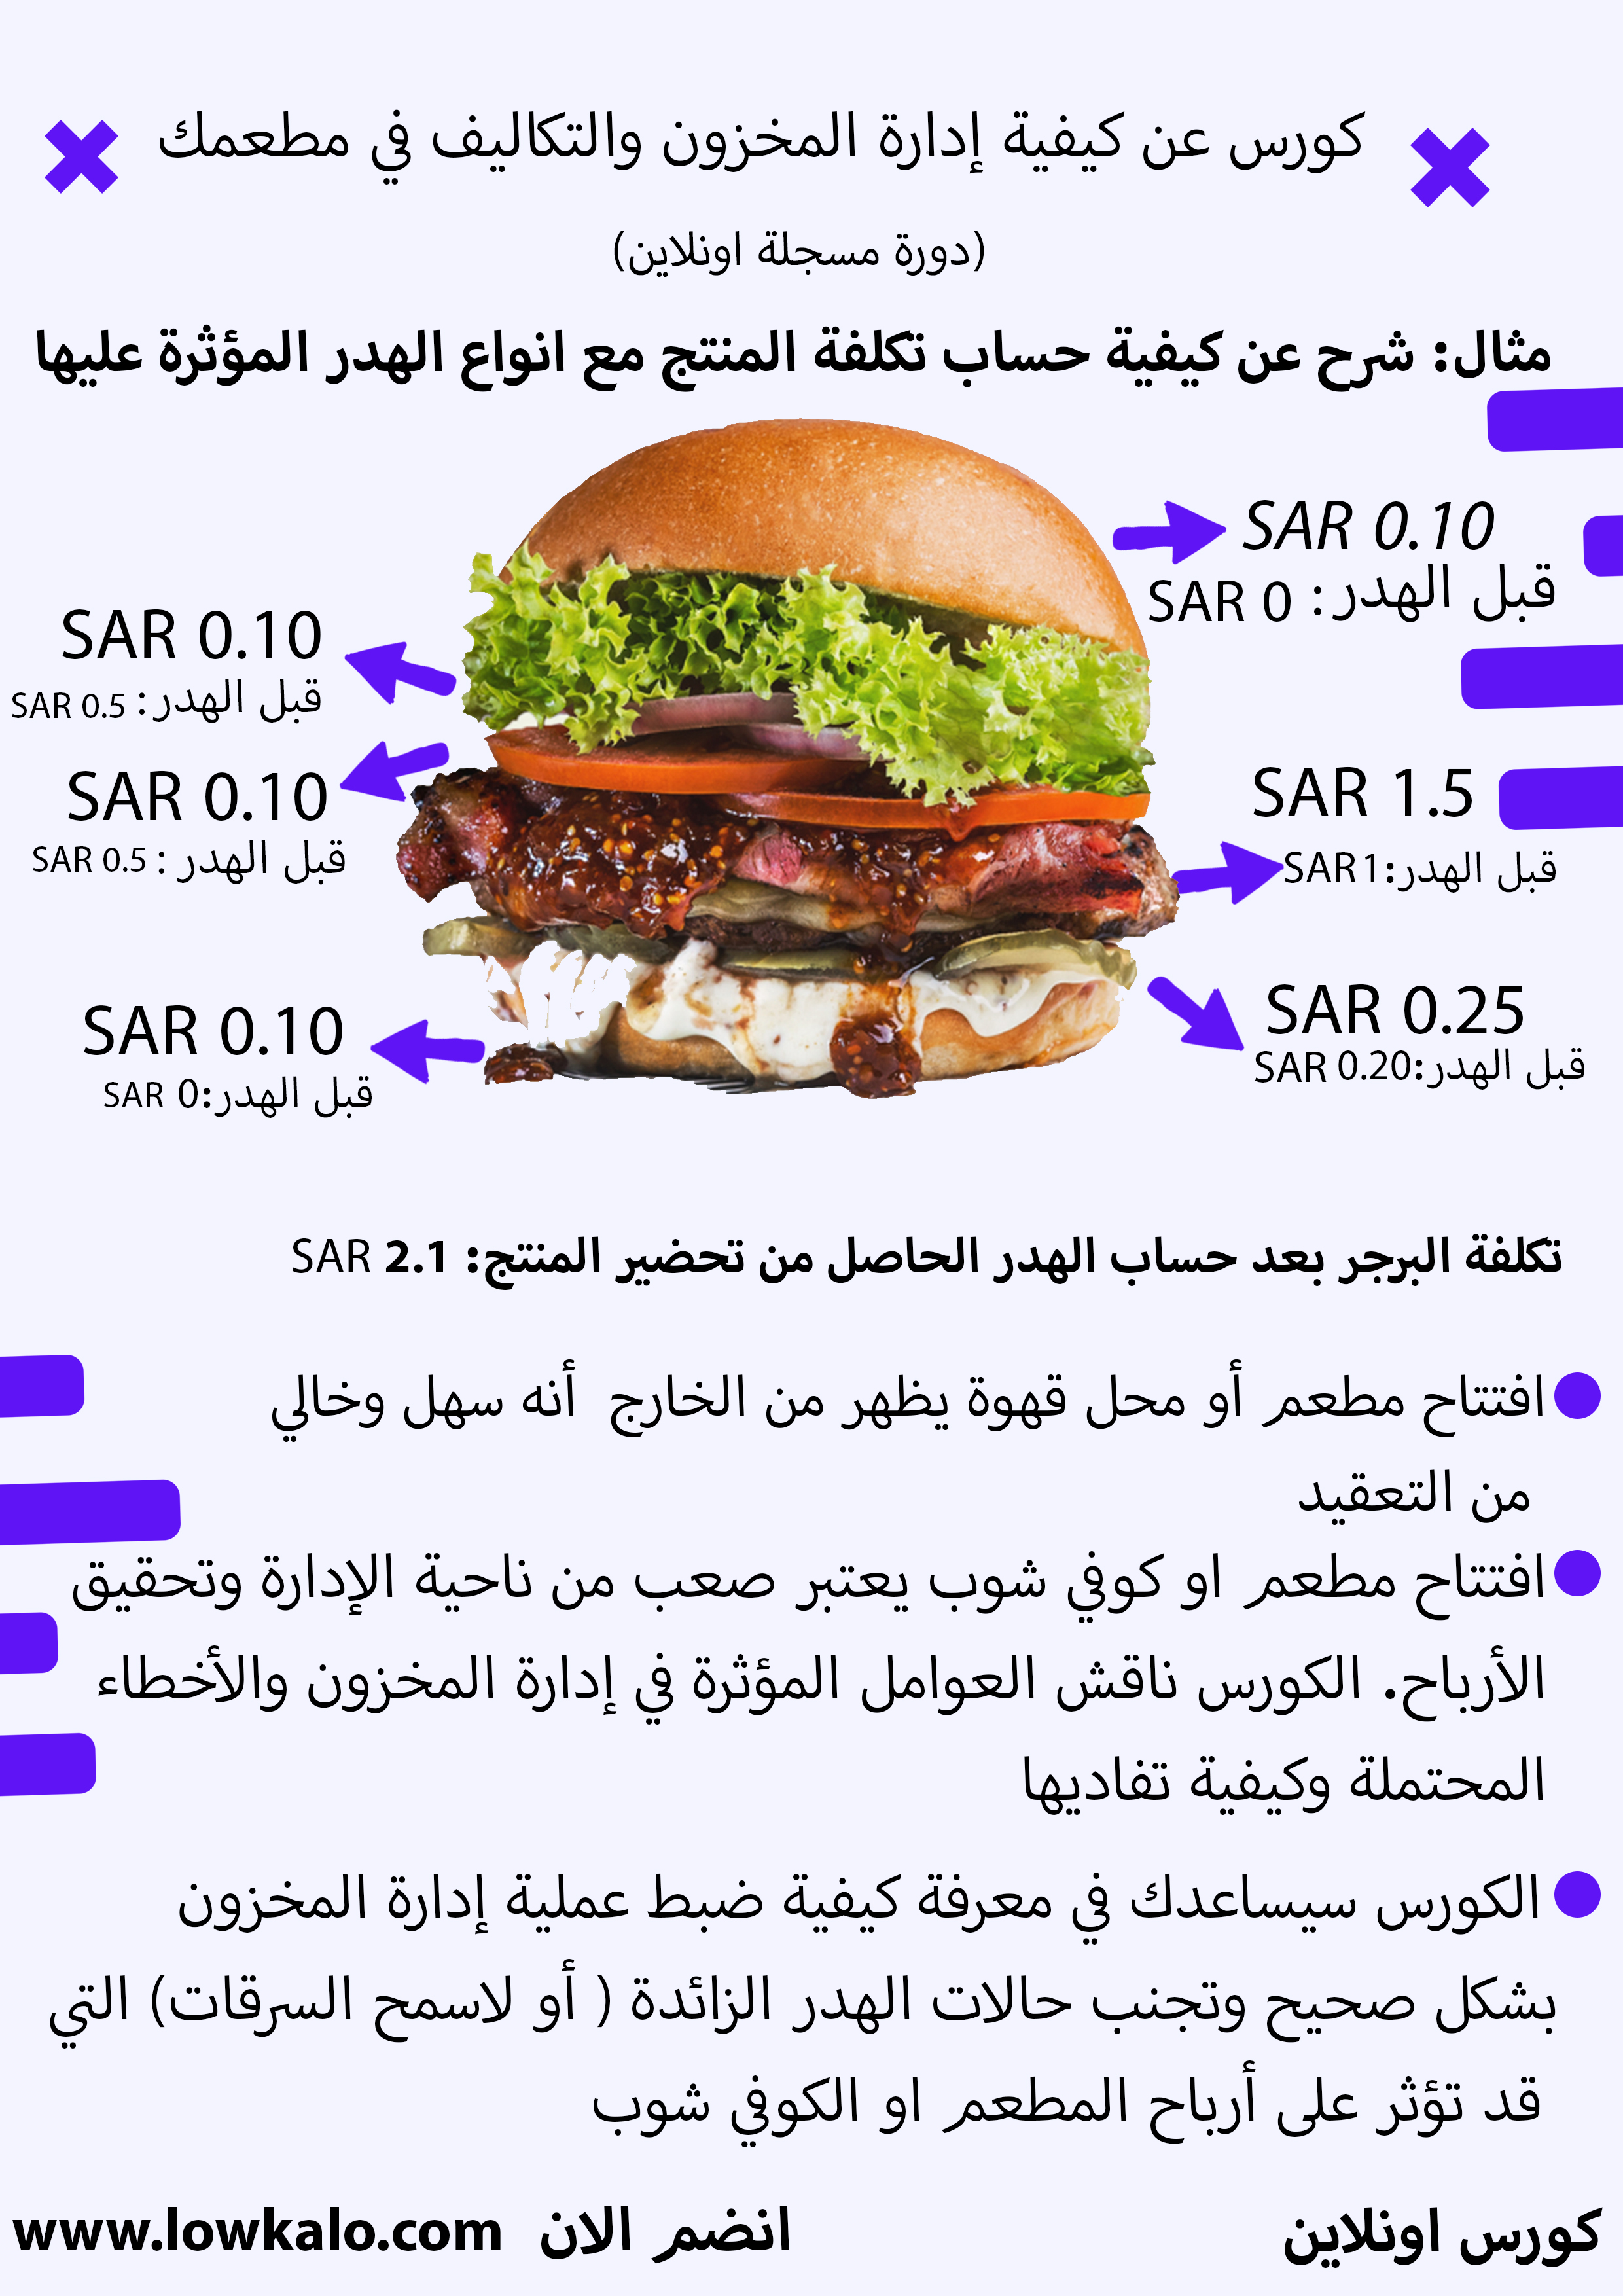 كورس عن كيفية إدارة المخزون والتكاليف في مطعمك
(دورة مسجلة اونلاين)
مثال: شرح عن كيفية حساب تكلفة المنتج مع انواع الهدر المؤثرة عليها
SAR 0.10
قبل الهدر: SAR 0
SAR 0.10
قبل الهدر: SAR 0.5
SAR 1.5
قبل الهدر:SAR 1
SAR 0.10
قبل الهدر: SAR 0.5
SAR 0.25
قبل الهدر:SAR 0.20
SAR 0.10
قبل الهدر:SAR 0
تكلفة البرجر بعد حساب الهدر الحاصل من تحضير المنتج: SAR 2.1
افتتاح مطعم أو محل قهوة يظهر من الخارج أنه سهل وخالي
من التعقيد
افتتاح مطعم او كوفي شوب يعتبر صعب من ناحية الإدارة وتحقيق
الأرباح. الكورس ناقش العوامل المؤثرة في إدارة المخزون والأخطاء
المحتملة وكيفية تفاديها
الكورس سيساعدك في معرفة كيفية ضبط عملية إدارة المخزون
بشكل صحيح وتجنب حالات الهدر الزائدة ( أو لاسمح السرقات) التي
قد تؤثر على أرباح المطعم او الكوفي شوب
كورس اونلاين انضم الان www.lowkalo.com